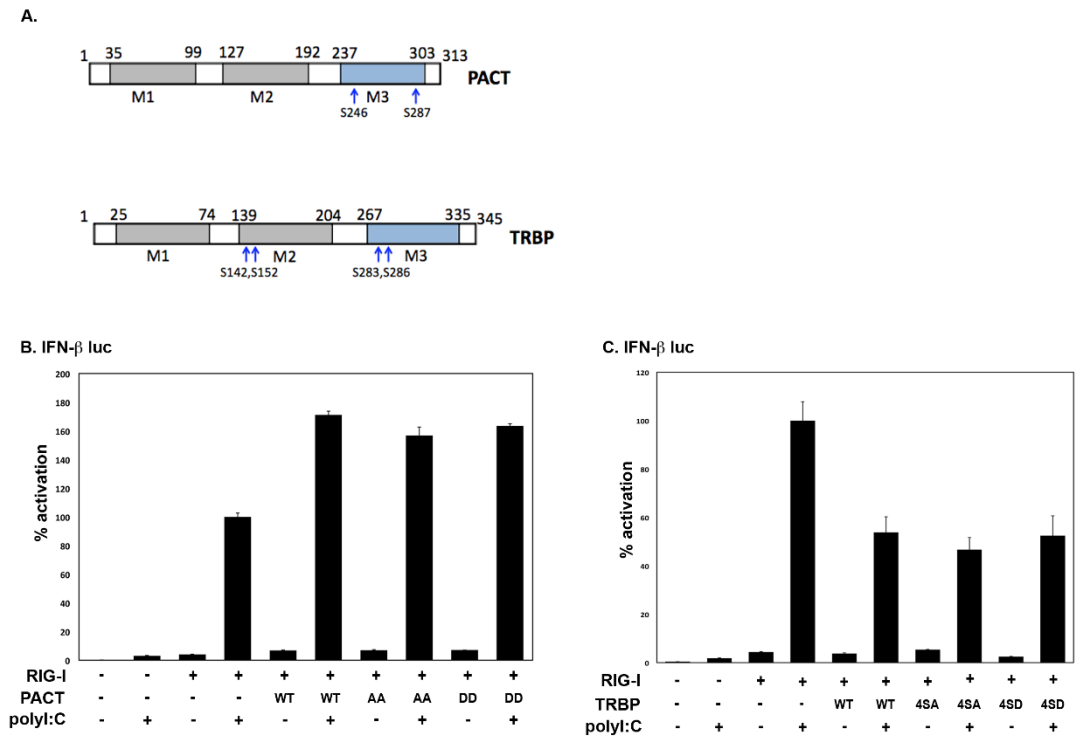 A.
1 35 99 127 192 237 303 313
PACT
M1 M2 M3
S246 S287
1 25 74 139 204 267 335 345
TRBP
M1 M2 M3
S142,S152 S283,S286
B. IFN-β luc
% activation
200
180
160
140
120
100
80
60
40
20
0
RIG-I - - + + + + + + + +
PACT - - - - WT WT AA AA DD DD
polyI:C - + - + - + - + - +
C. IFN-β luc
% activation
120
100
80
60
40
20
0
RIG-I - - + + + + + + + +
TRBP - - - - WT WT 4SA 4SA 4SD 4SD
polyI:C - + - + - + - + - +